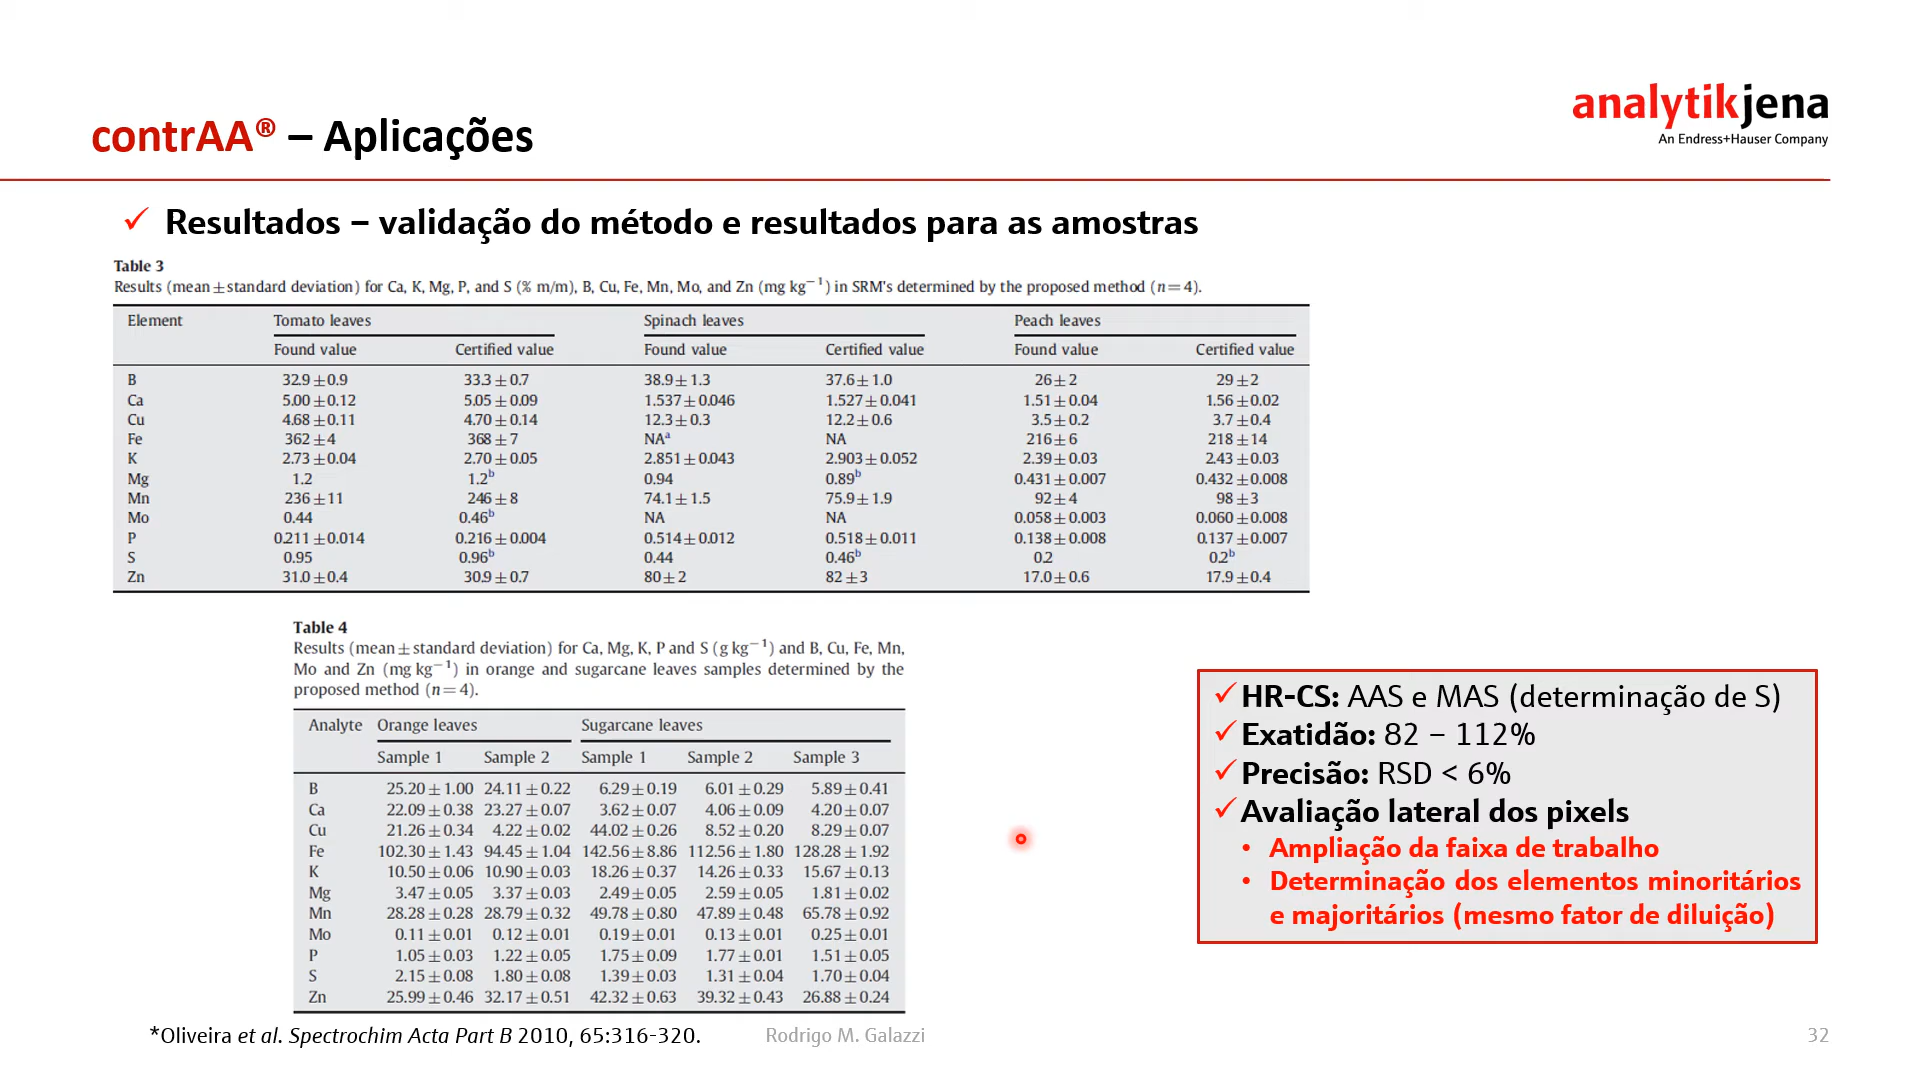 analytikjena
An Endress+Hauser Company
contrAA® – Aplicações
✓ Resultados – validação do método e resultados para as amostras
Table 3
Results (mean ± standard deviation) for Ca, K, Mg, P, and S (% m/m), B, Cu, Fe, Mn, Mo, and Zn (mg kg⁻¹) in SRM's determined by the proposed method (n = 4).
Element Tomato leaves Spinach leaves Peach leaves
Found value Certified value Found value Certified value Found value Certified value
B 32.9 ± 0.9 33.3 ± 0.7 38.9 ± 1.3 37.6 ± 1.0 26 ± 2 29 ± 2
Ca 5.00 ± 0.12 5.05 ± 0.09 1.537 ± 0.046 1.527 ± 0.041 1.51 ± 0.04 1.56 ± 0.02
Cu 4.68 ± 0.11 4.70 ± 0.14 12.3 ± 0.3 12.2 ± 0.6 3.5 ± 0.2 3.7 ± 0.4
Fe 362 ± 4 368 ± 7 NAᵃ NA 216 ± 6 218 ± 14
K 2.73 ± 0.04 2.70 ± 0.05 2.851 ± 0.043 2.903 ± 0.052 2.39 ± 0.03 2.43 ± 0.03
Mg 1.2 1.2ᵇ 0.94 0.89ᵇ 0.431 ± 0.007 0.432 ± 0.008
Mn 236 ± 11 246 ± 8 74.1 ± 1.5 75.9 ± 1.9 92 ± 4 98 ± 3
Mo 0.44 0.46ᵇ NA NA 0.058 ± 0.003 0.060 ± 0.008
P 0.211 ± 0.014 0.216 ± 0.004 0.514 ± 0.012 0.518 ± 0.011 0.138 ± 0.008 0.137 ± 0.007
S 0.95 0.96ᵇ 0.44 0.46ᵇ 0.2 0.2ᵇ
Zn 31.0 ± 0.4 30.9 ± 0.7 80 ± 2 82 ± 3 17.0 ± 0.6 17.9 ± 0.4
Table 4
Results (mean ± standard deviation) for Ca, Mg, K, P and S (g kg⁻¹) and B, Cu, Fe, Mn,
Mo and Zn (mg kg⁻¹) in orange and sugarcane leaves samples determined by the
proposed method (n = 4).
Analyte Orange leaves Sugarcane leaves
Sample 1 Sample 2 Sample 1 Sample 2 Sample 3
B 25.20 ± 1.00 24.11 ± 0.22 6.29 ± 0.19 6.01 ± 0.29 5.89 ± 0.41
Ca 22.09 ± 0.38 23.27 ± 0.07 3.62 ± 0.07 4.06 ± 0.09 4.20 ± 0.07
Cu 21.26 ± 0.34 4.22 ± 0.02 44.02 ± 0.26 8.52 ± 0.20 8.29 ± 0.07
Fe 102.30 ± 1.43 94.45 ± 1.04 142.56 ± 8.86 112.56 ± 1.80 128.28 ± 1.92
K 10.50 ± 0.06 10.90 ± 0.03 18.26 ± 0.37 14.26 ± 0.33 15.67 ± 0.13
Mg 3.47 ± 0.05 3.37 ± 0.03 2.49 ± 0.05 2.59 ± 0.05 1.81 ± 0.02
Mn 28.28 ± 0.28 28.79 ± 0.32 49.78 ± 0.80 47.89 ± 0.48 65.78 ± 0.92
Mo 0.11 ± 0.01 0.12 ± 0.01 0.19 ± 0.01 0.13 ± 0.01 0.25 ± 0.01
P 1.05 ± 0.03 1.22 ± 0.05 1.75 ± 0.09 1.77 ± 0.01 1.51 ± 0.05
S 2.15 ± 0.08 1.80 ± 0.08 1.39 ± 0.03 1.31 ± 0.04 1.70 ± 0.04
Zn 25.99 ± 0.46 32.17 ± 0.51 42.32 ± 0.63 39.32 ± 0.43 26.88 ± 0.24
✓ HR-CS: AAS e MAS (determinação de S)
✓ Exatidão: 82 – 112%
✓ Precisão: RSD < 6%
✓ Avaliação lateral dos pixels
• Ampliação da faixa de trabalho
• Determinação dos elementos minoritários
e majoritários (mesmo fator de diluição)
*Oliveira et al. Spectrochim Acta Part B 2010, 65:316-320.
Rodrigo M. Galazzi
32